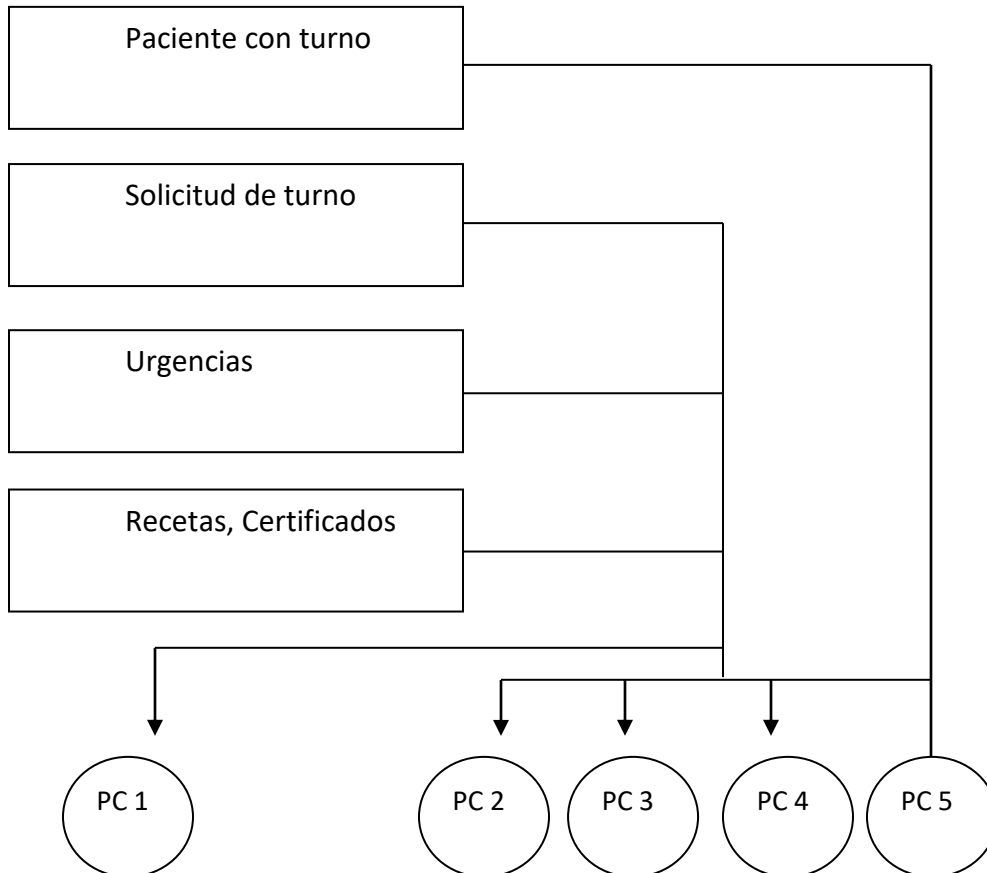 Paciente con turno
Solicitud de turno
Urgencias
Recetas, Certificados
PC 1
PC 2
PC 3
PC 4
PC 5